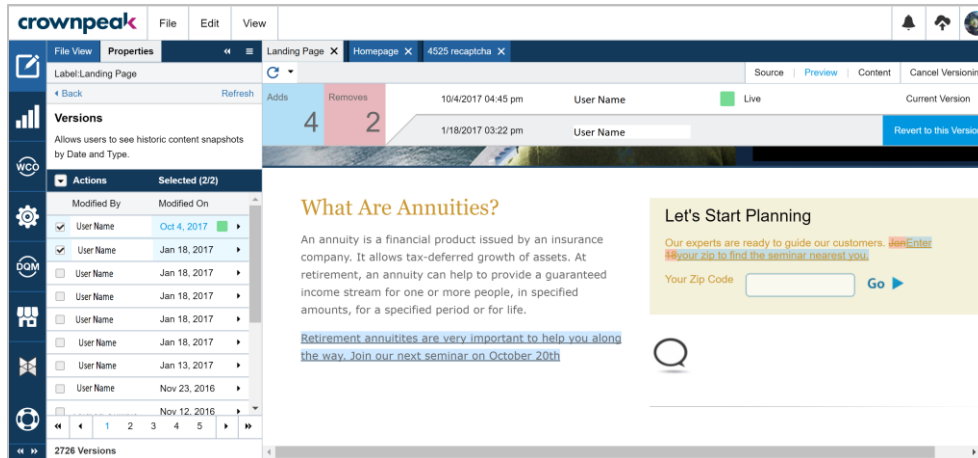 crownpeak File Edit View
File View Properties « ≡ Landing Page X Homepage X 4525 recaptcha X
Label:Landing Page
Source Preview Content Cancel Versioning
Back Refresh
Adds Removes
4 2
10/4/2017 04:45 pm User Name Live Current Version
1/18/2017 03:22 pm User Name Revert to this Version
Versions
Allows users to see historic content snapshots
by Date and Type.
WCO
Actions Selected (2/2)
Modified By Modified On
User Name Oct 4, 2017
User Name Jan 18, 2017
User Name Jan 18, 2017
User Name Jan 18, 2017
User Name Jan 18, 2017
User Name Jan 18, 2017
User Name Jan 13, 2017
User Name Nov 23, 2016
Nov 12, 2016
DQM
1 2 3 4 5
2726 Versions
What Are Annuities?
An annuity is a financial product issued by an insurance
company. It allows tax-deferred growth of assets. At
retirement, an annuity can help to provide a guaranteed
income stream for one or more people, in specified
amounts, for a specified period or for life.
Retirement annuitites are very important to help you along
the way. Join our next seminar on October 20th
Let's Start Planning
Our experts are ready to guide our customers. JanEnter
18your zip to find the seminar nearest you.
Your Zip Code Go